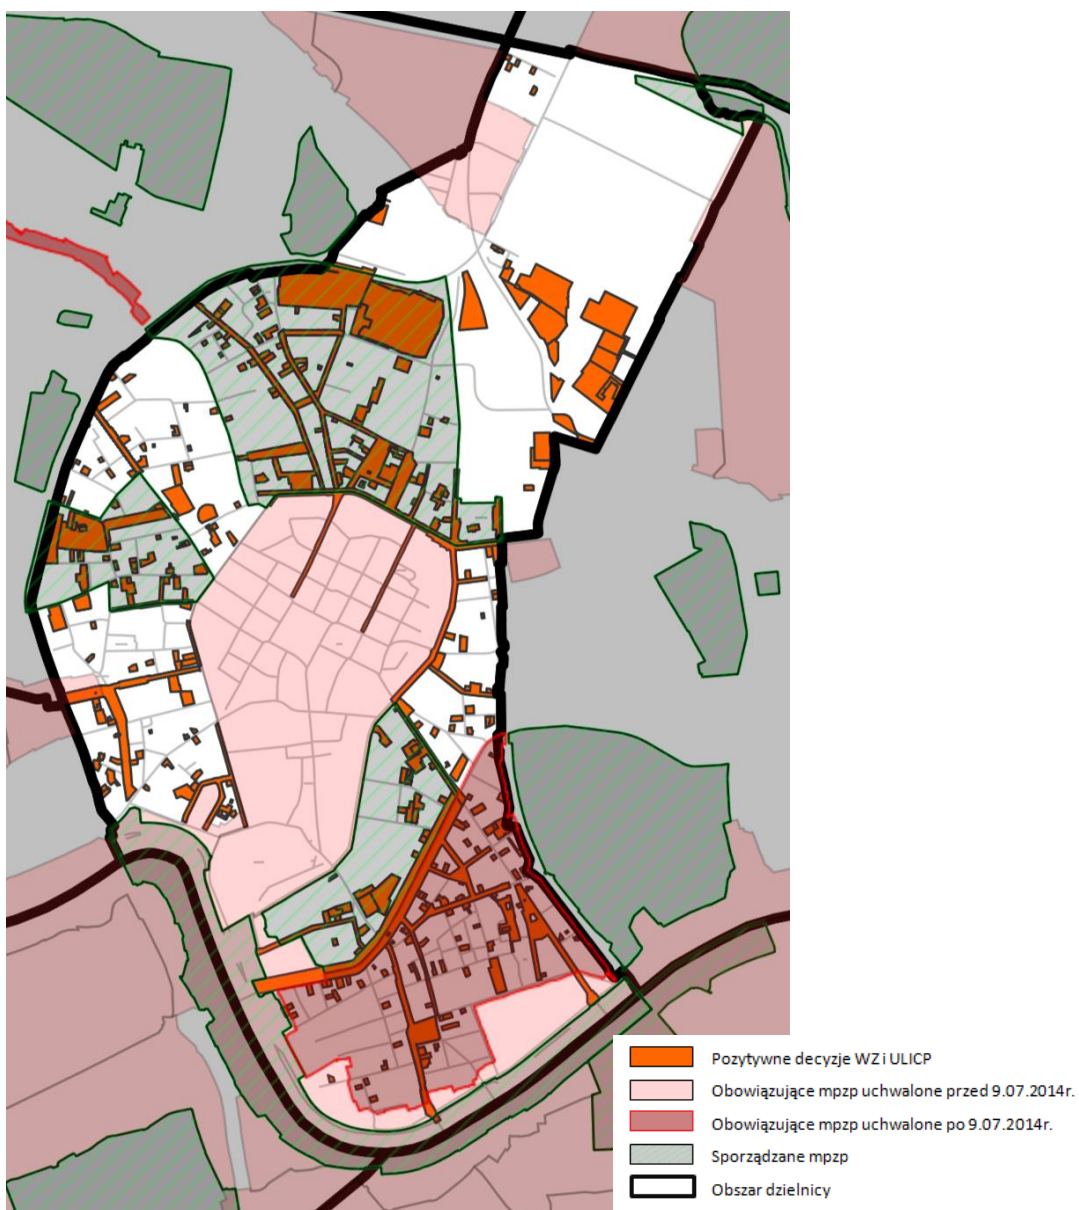 Pozytywne decyzje WZ i ULICP
Obowiązujące mpzp uchwalone przed 9.07.2014r.
Obowiązujące mpzp uchwalone po 9.07.2014r.
Sporządzane mpzp
Obszar dzielnicy